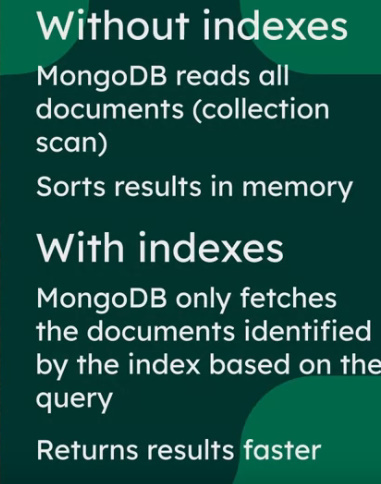 Without indexes
MongoDB reads all
documents (collection
scan)
Sorts results in memory
With indexes
MongoDB only fetches
the documents identified
by the index based on the
query
Returns results faster